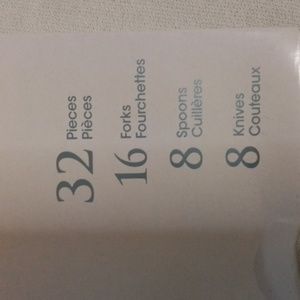 32 Pieces
Pièces
16 Forks
Fourchettes
8 Spoons
Cuillères
8 Knives
Couteaux